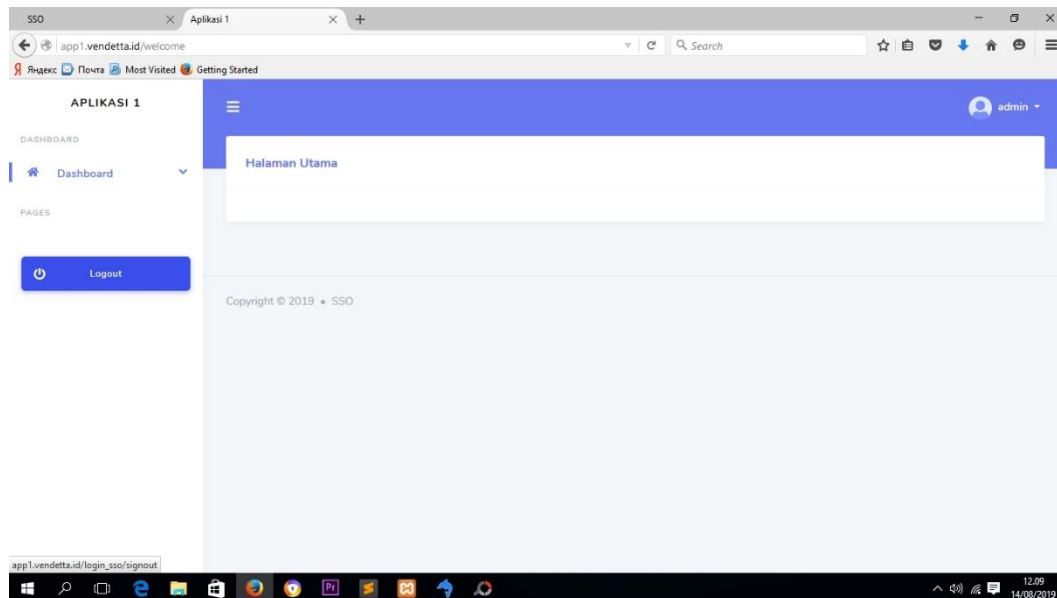 SSO
Aplikasi 1
app1.vendetta.id/welcome
Search
Яндекс Почта Most Visited Getting Started
APLIKASI 1
admin
DASHBOARD
Halaman Utama
Dashboard
PAGES
Logout
Copyright © 2019 • SSO
app1.vendetta.id/login_sso/signout
Pr
12.09
14/08/2019